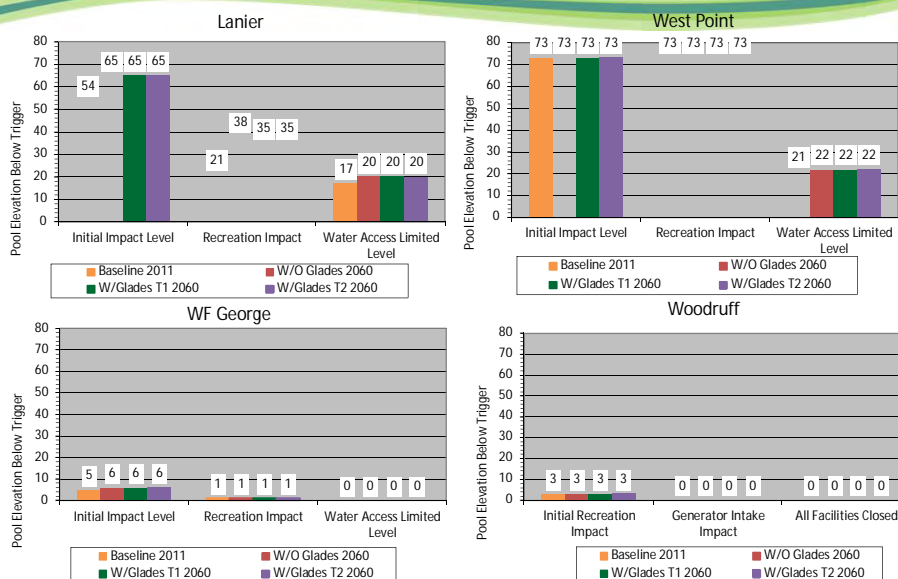 Lanier
80
70
60
50
40
30
20
10
0
Pool Elevation Below Trigger
54 65 65 65
21 38 35 35
17 20 20 20
Initial Impact Level Recreation Impact Water Access Limited
Level
Baseline 2011 W/O Glades 2060
W/Glades T1 2060 W/Glades T2 2060
West Point
80
70
60
50
40
30
20
10
0
Pool Elevation Below Trigger
73 73 73 73
73 73 73 73
21 22 22 22
Initial Impact Level Recreation Impact Water Access Limited
Level
Baseline 2011 W/O Glades 2060
W/Glades T1 2060 W/Glades T2 2060
WF George
80
70
60
50
40
30
20
10
0
Pool Elevation Below Trigger
5 6 6 6
1 1 1 1
0 0 0 0
Initial Impact Level Recreation Impact Water Access Limited
Level
Baseline 2011 W/O Glades 2060
W/Glades T1 2060 W/Glades T2 2060
Woodruff
80
70
60
50
40
30
20
10
0
Pool Elevation Below Trigger
3 3 3 3
0 0 0 0
0 0 0 0
Initial Recreation Generator Intake All Facilities Closed
Impact Impact
Baseline 2011 W/O Glades 2060
W/Glades T1 2060 W/Glades T2 2060